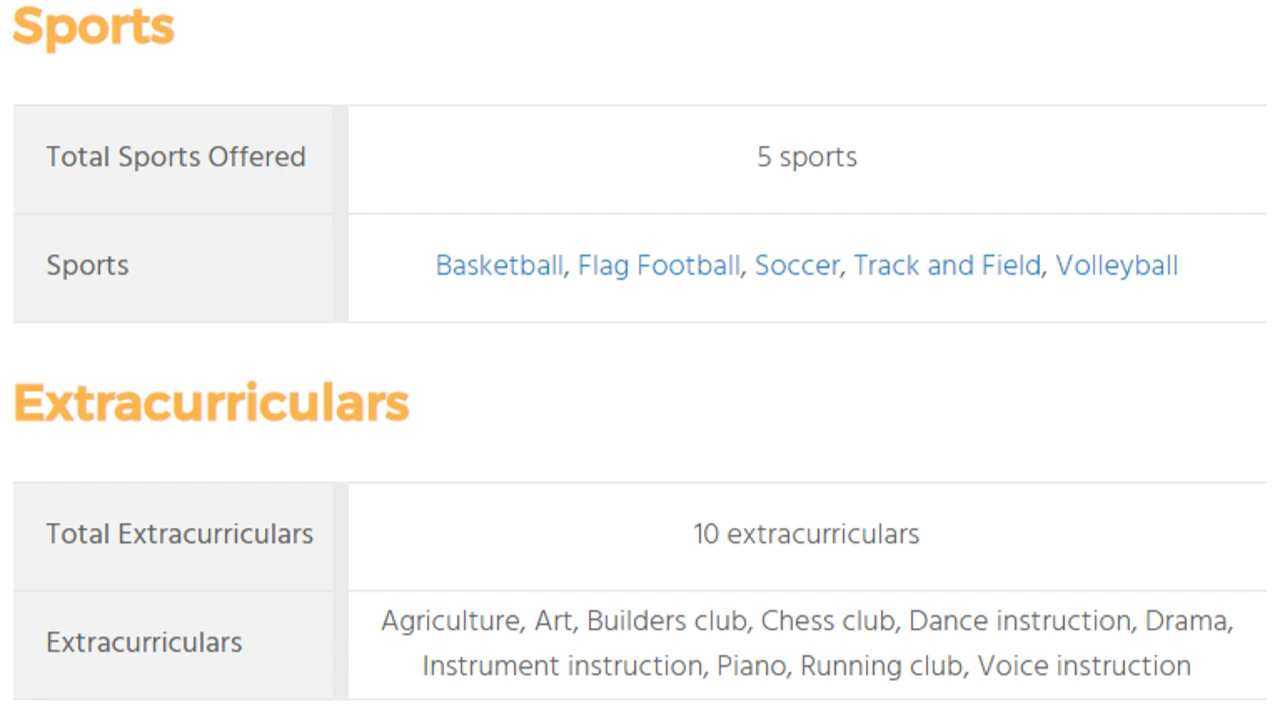 Sports
Total Sports Offered
5 sports
Sports
Basketball, Flag Football, Soccer, Track and Field, Volleyball
Extracurriculars
Total Extracurriculars
10 extracurriculars
Extracurriculars
Agriculture, Art, Builders club, Chess club, Dance instruction, Drama,
Instrument instruction, Piano, Running club, Voice instruction